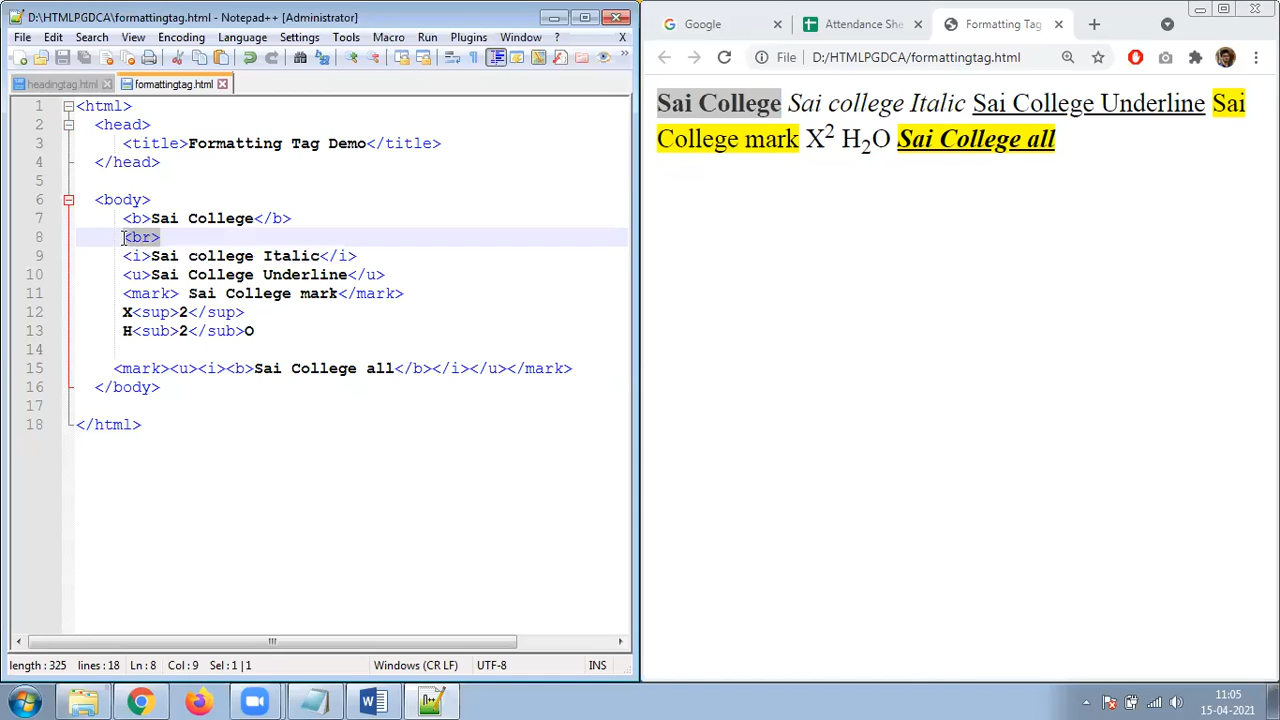 D:\HTMLPGDCA\formattingtag.html - Notepad++ [Administrator]
File Edit Search View Encoding Language Settings Tools Macro Run Plugins Window ? X
headingtag.html formattingtag.html
1 <html>
2 <head>
3 <title>Formatting Tag Demo</title>
4 </head>
5
6 <body>
7 <b>Sai College</b>
8 <br>
9 <i>Sai college Italic</i>
10 <u>Sai College Underline</u>
11 <mark> Sai College mark</mark>
12 X<sup>2</sup>
13 H<sub>2</sub>O
14
15 <mark><u><i><b>Sai College all</b></i></u></mark>
16 </body>
17
18 </html>
length : 325 lines : 18 Ln : 8 Col : 9 Sel : 1 | 1 Windows (CR LF) UTF-8 INS
Google Attendance She Formatting Tag
File D:/HTMLPGDCA/formattingtag.html
Sai College Sai college Italic Sai College Underline Sai
College mark X2 H2O Sai College all
11:05
15-04-2021